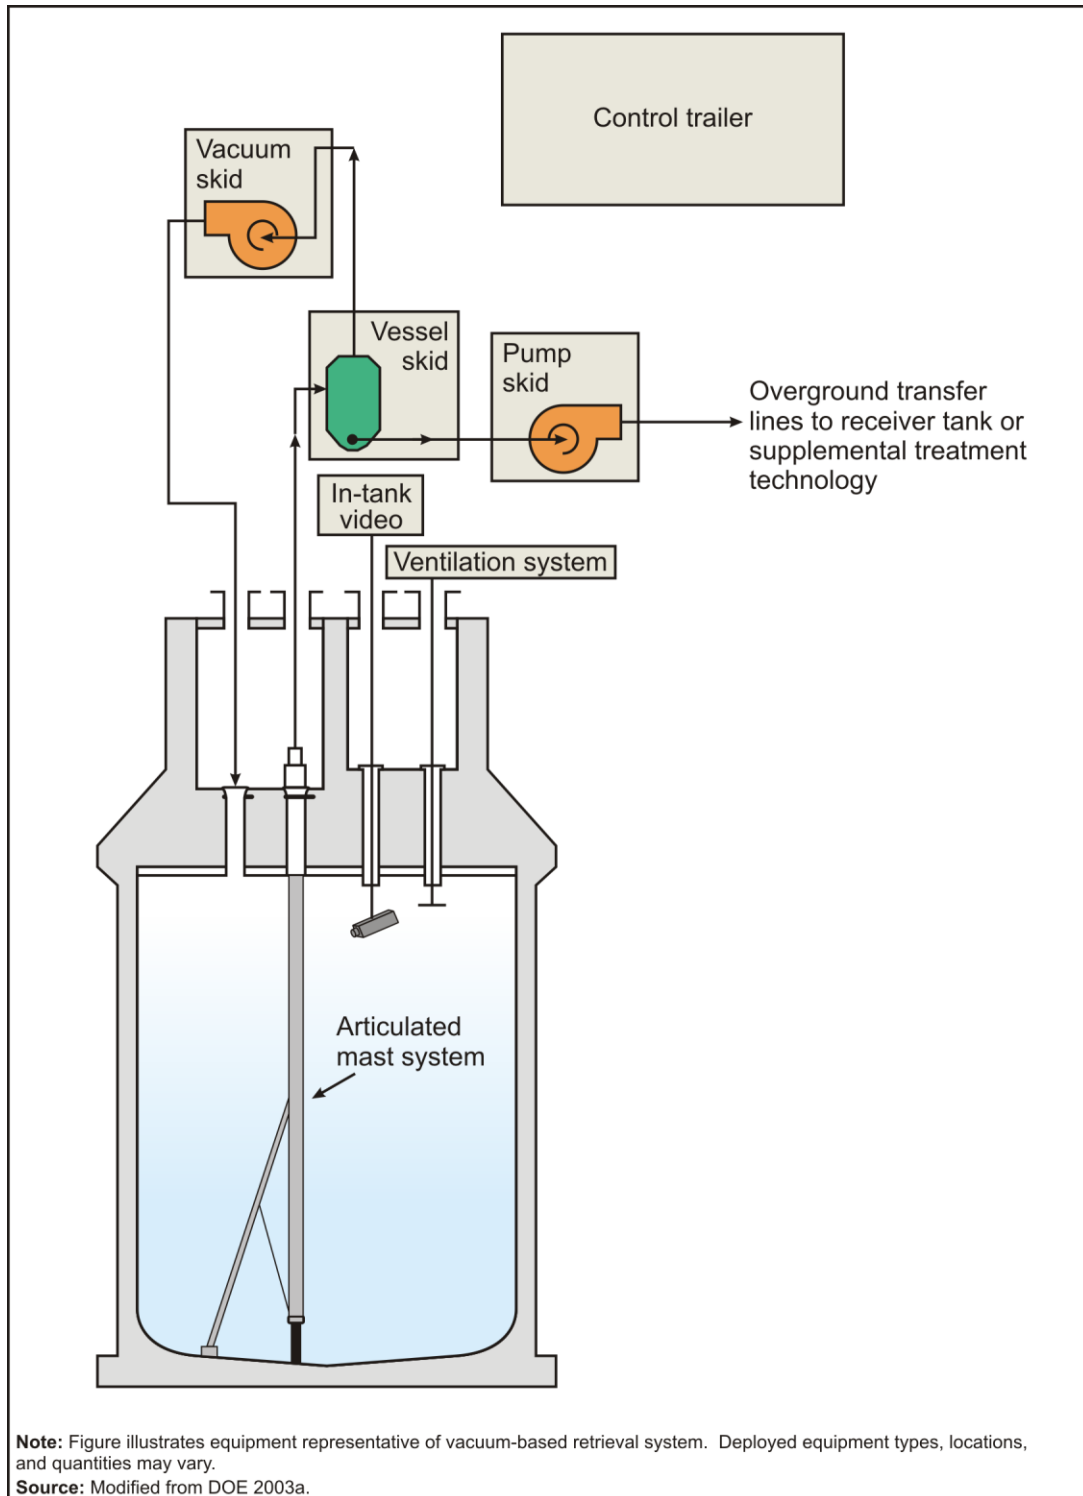 Control trailer
Vacuum
skid
Vessel
skid
Pump
skid
Overground transfer
lines to receiver tank or
supplemental treatment
technology
In-tank
video
Ventilation system
Articulated
mast system
Note: Figure illustrates equipment representative of vacuum-based retrieval system. Deployed equipment types, locations,
and quantities may vary.
Source: Modified from DOE 2003a.